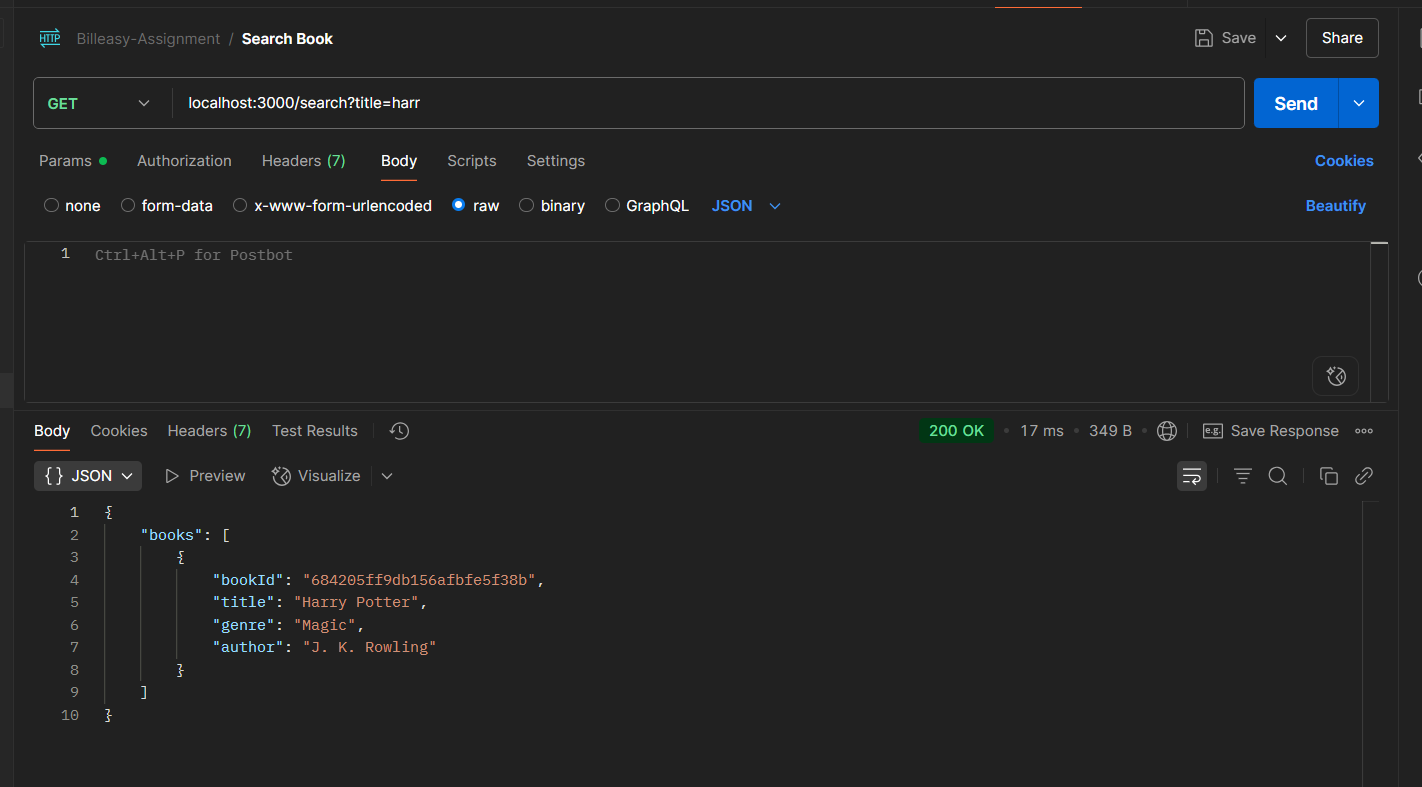 HTTP Billeasy-Assignment / Search Book Save Share
GET localhost:3000/search?title=harr Send
Params Authorization Headers (7) Body Scripts Settings Cookies
none form-data x-www-form-urlencoded raw binary GraphQL JSON Beautify
1 Ctrl+Alt+P for Postbot
Body Cookies Headers (7) Test Results 200 OK • 17 ms • 349 B e.g. Save Response
{} JSON Preview Visualize
1 {
2 "books": [
3 {
4 "bookId": "684205ff9db156afbfe5f38b",
5 "title": "Harry Potter",
6 "genre": "Magic",
7 "author": "J. K. Rowling"
8 }
9 ]
10 }